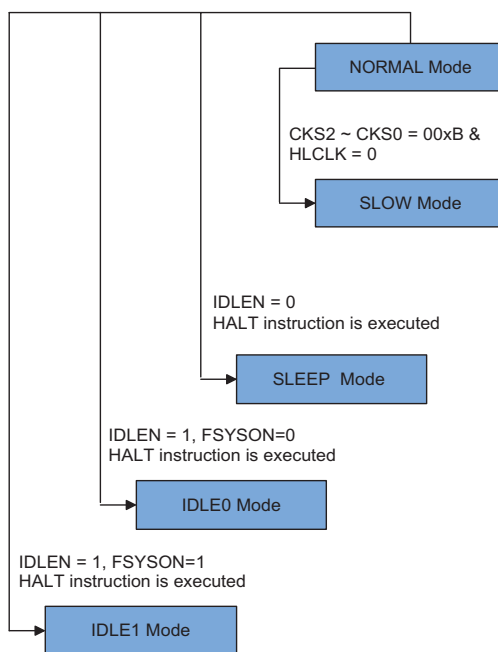 NORMAL Mode
CKS2 ~ CKS0 = 00xB &
HLCLK = 0
SLOW Mode
IDLEN = 0
HALT instruction is executed
SLEEP Mode
IDLEN = 1, FSYSON=0
HALT instruction is executed
IDLE0 Mode
IDLEN = 1, FSYSON=1
HALT instruction is executed
IDLE1 Mode